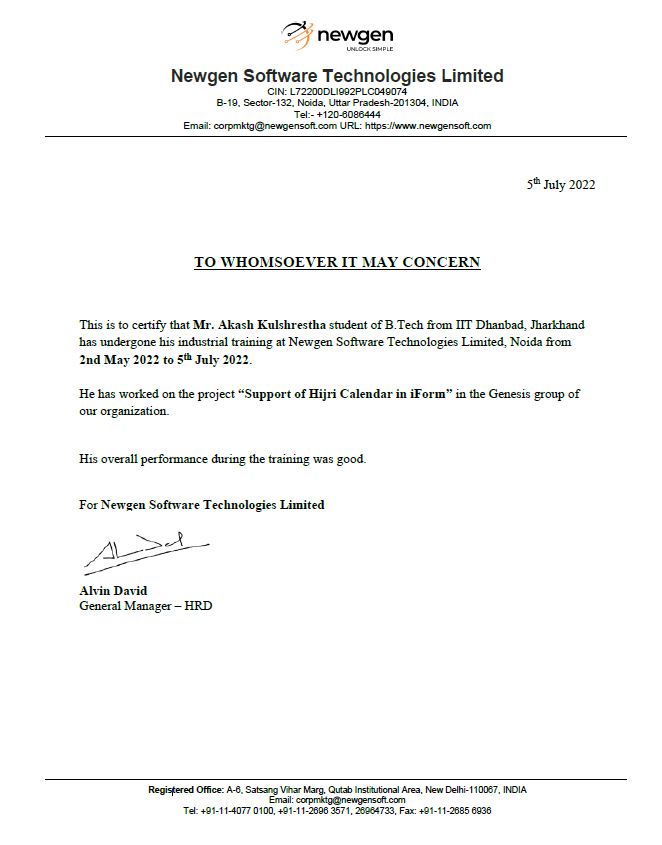 newgen
UNLOCK SIMPLE
Newgen Software Technologies Limited
CIN: L72200DLI992PLC049074
B-19, Sector-132, Noida, Uttar Pradesh-201304, INDIA
Tel:- +120-6086444
Email: corpmktg@newgensoft.com URL: https://www.newgensoft.com
5th July 2022
TO WHOMSOEVER IT MAY CONCERN
This is to certify that Mr. Akash Kulshrestha student of B.Tech from IIT Dhanbad, Jharkhand
has undergone his industrial training at Newgen Software Technologies Limited, Noida from
2nd May 2022 to 5th July 2022.
He has worked on the project “Support of Hijri Calendar in iForm” in the Genesis group of
our organization.
His overall performance during the training was good.
For Newgen Software Technologies Limited
Alvin David
General Manager – HRD
Registered Office: A-6, Satsang Vihar Marg, Qutab Institutional Area, New Delhi-110067, INDIA
Email: corpmktg@newgensoft.com
Tel: +91-11-4077 0100, +91-11-2696 3571, 26964733, Fax: +91-11-2685 6936